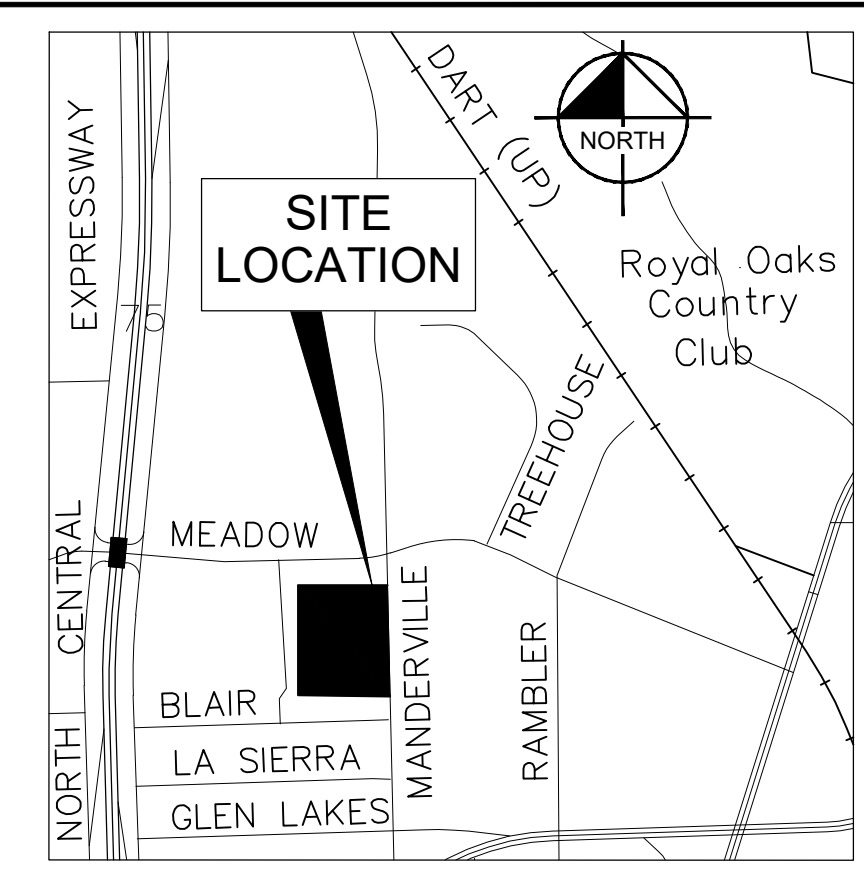 EXPRESSWAY
75
DART (UP)
NORTH
SITE
LOCATION
Royal Oaks
Country
Club
TREEHOUSE
CENTRAL
MEADOW
MANDERVILLE
RAMBLER
BLAIR
LA SIERRA
GLEN LAKES
NORTH